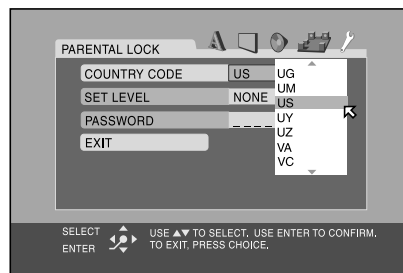 PARENTAL LOCK
COUNTRY CODE US
SET LEVEL NONE
PASSWORD _ _ _ _
EXIT
UG
UM
US
UY
UZ
VA
VC
SELECT
ENTER
USE ▲▼ TO SELECT. USE ENTER TO CONFIRM.
TO EXIT, PRESS CHOICE.